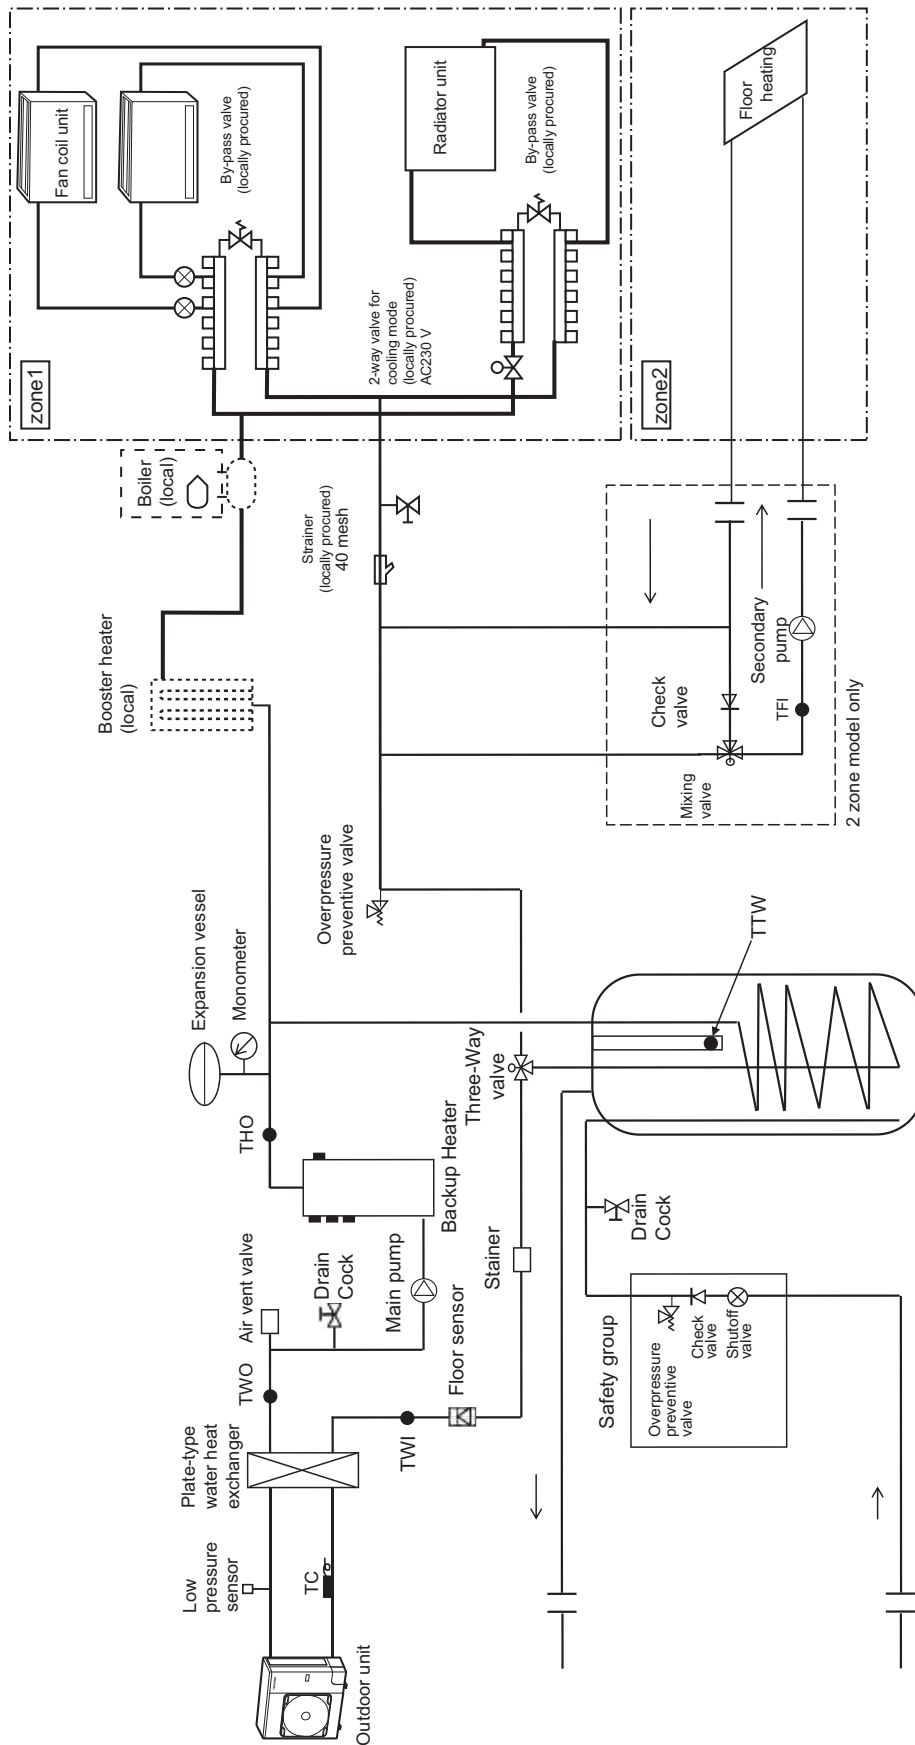 Outdoor unit
Low
pressure
sensor
TC
Plate-type
water heat
exchanger
TWO
Air vent valve
TWI
Floor sensor
Drain
Cock
Main pump
Backup Heater
THO
Expansion vessel
Monometer
Stainer
Three-Way
valve
Overpressure
preventive valve
Booster heater
(local)
Boiler
(local)
Strainer
(locally procured)
40 mesh
zone1
Fan coil unit
By-pass valve
(locally procured)
2-way valve for
cooling mode
(locally procured)
AC230 V
Radiator unit
By-pass valve
(locally procured)
zone2
Floor
heating
Check
valve
Mixing
valve
Secondary
pump
TFI
2 zone model only
TTW
Drain
Cock
Safety group
Overpressure
preventive
valve
Check
valve
Shutoff
valve